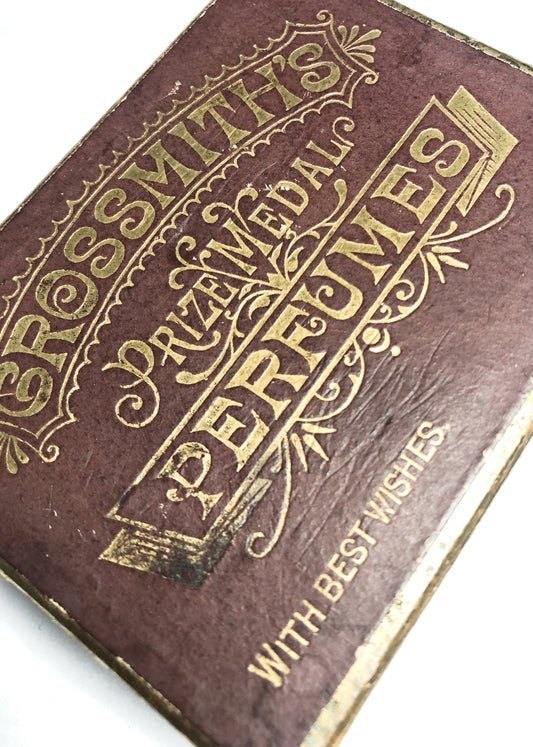 GROSSMITH'S
PRIZE MEDAL
PERFUMES
WITH BEST WISHES.